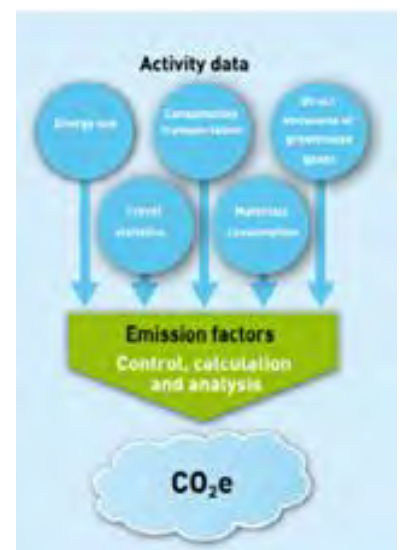 Activity data
Energy use
Consumption
transportation
Direct
emissions of
greenhouse
gases
Travel
statistics
Materials
consumption
Emission factors
Control, calculation
and analysis
CO₂e